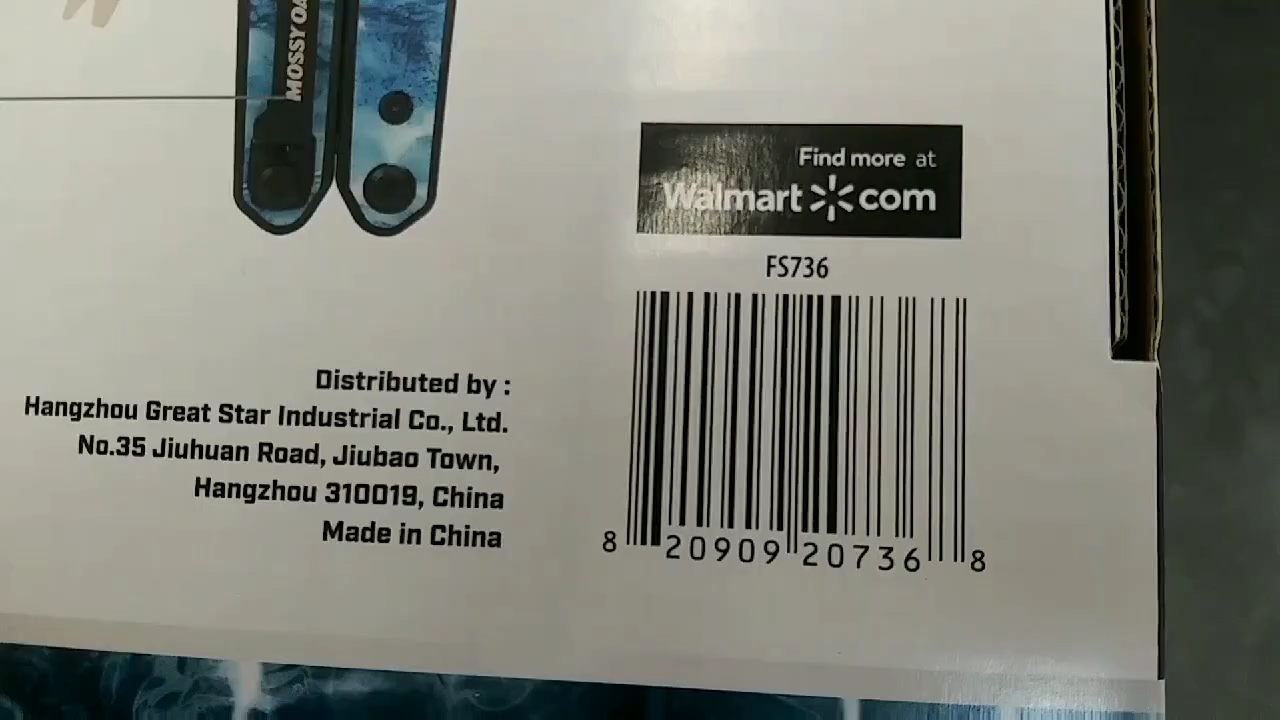 MOSSY OA
Find more at
Walmart com
FS736
Distributed by :
Hangzhou Great Star Industrial Co., Ltd.
No.35 Jiuhuan Road, Jiubao Town,
Hangzhou 310019, China
Made in China
8 20909 20736 8